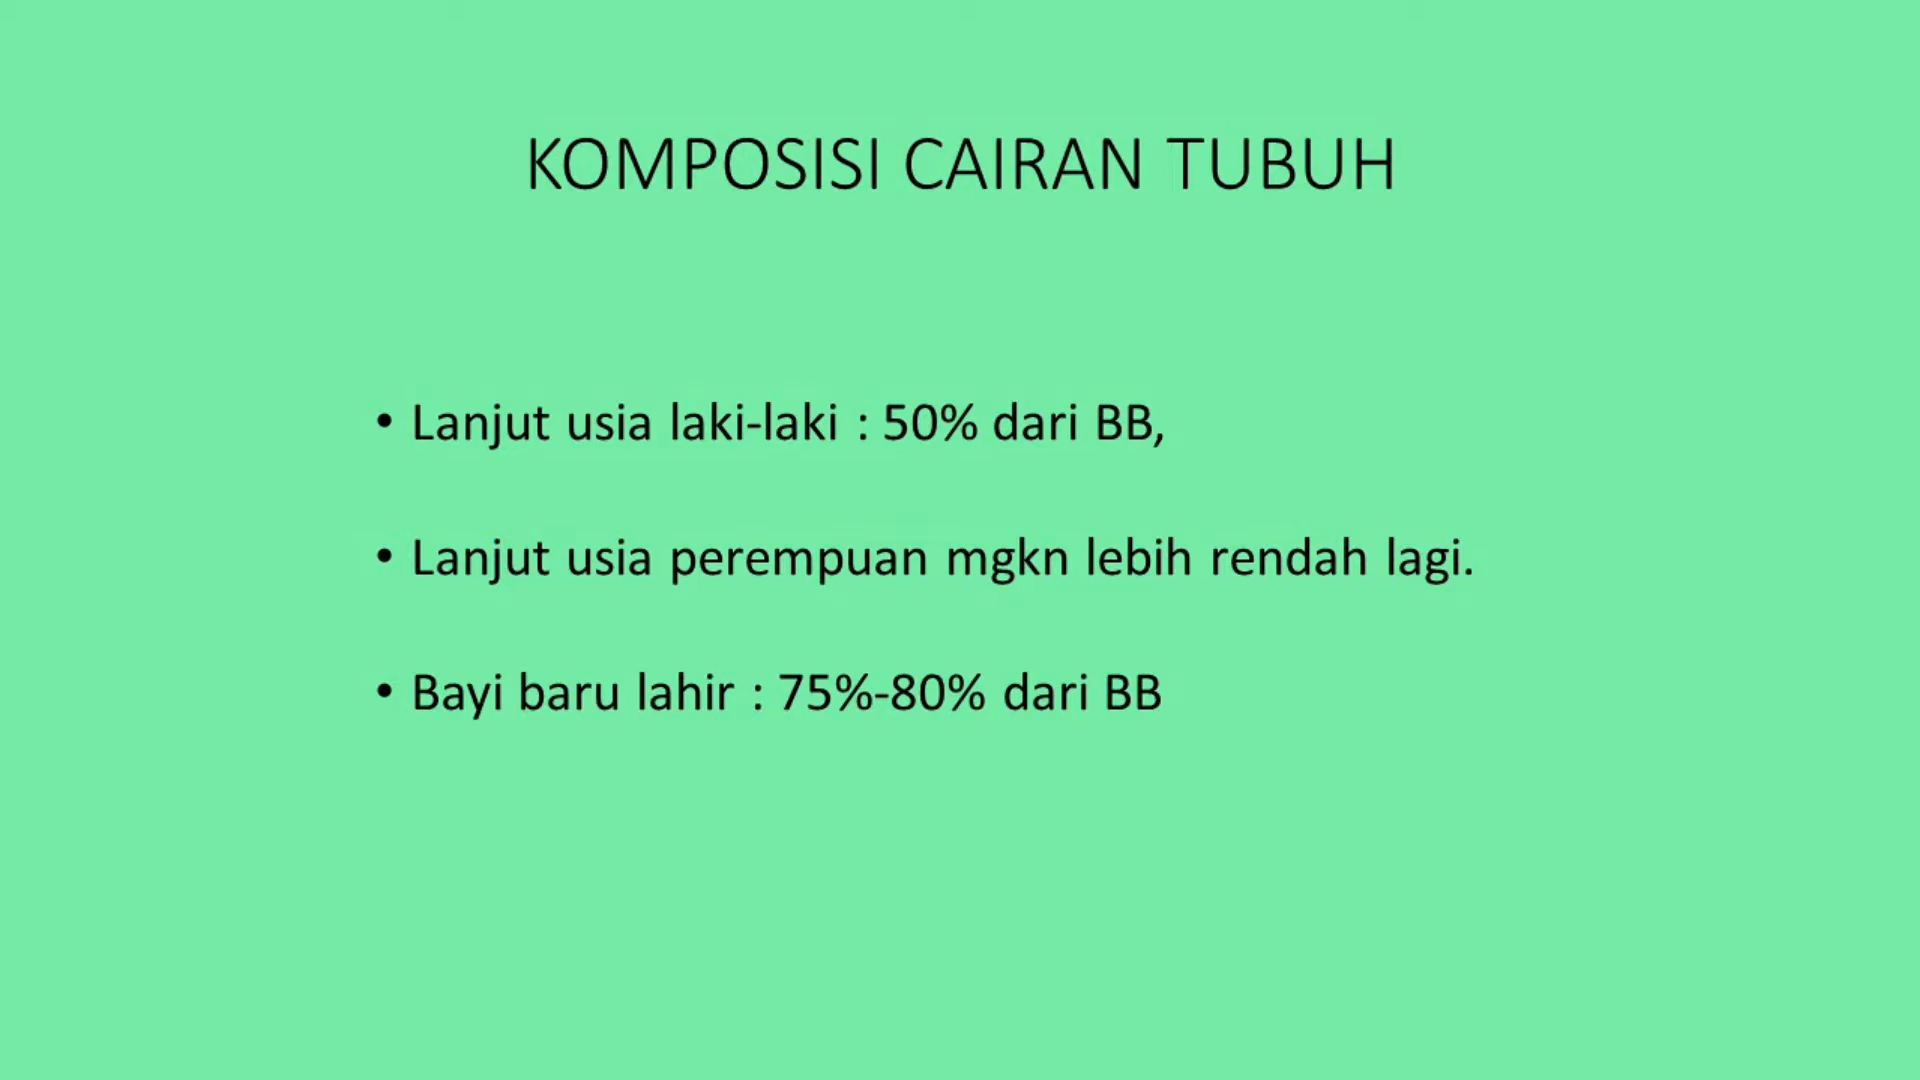 KOMPOSISI CAIRAN TUBUH
• Lanjut usia laki-laki : 50% dari BB,
• Lanjut usia perempuan mgkn lebih rendah lagi.
• Bayi baru lahir : 75%-80% dari BB